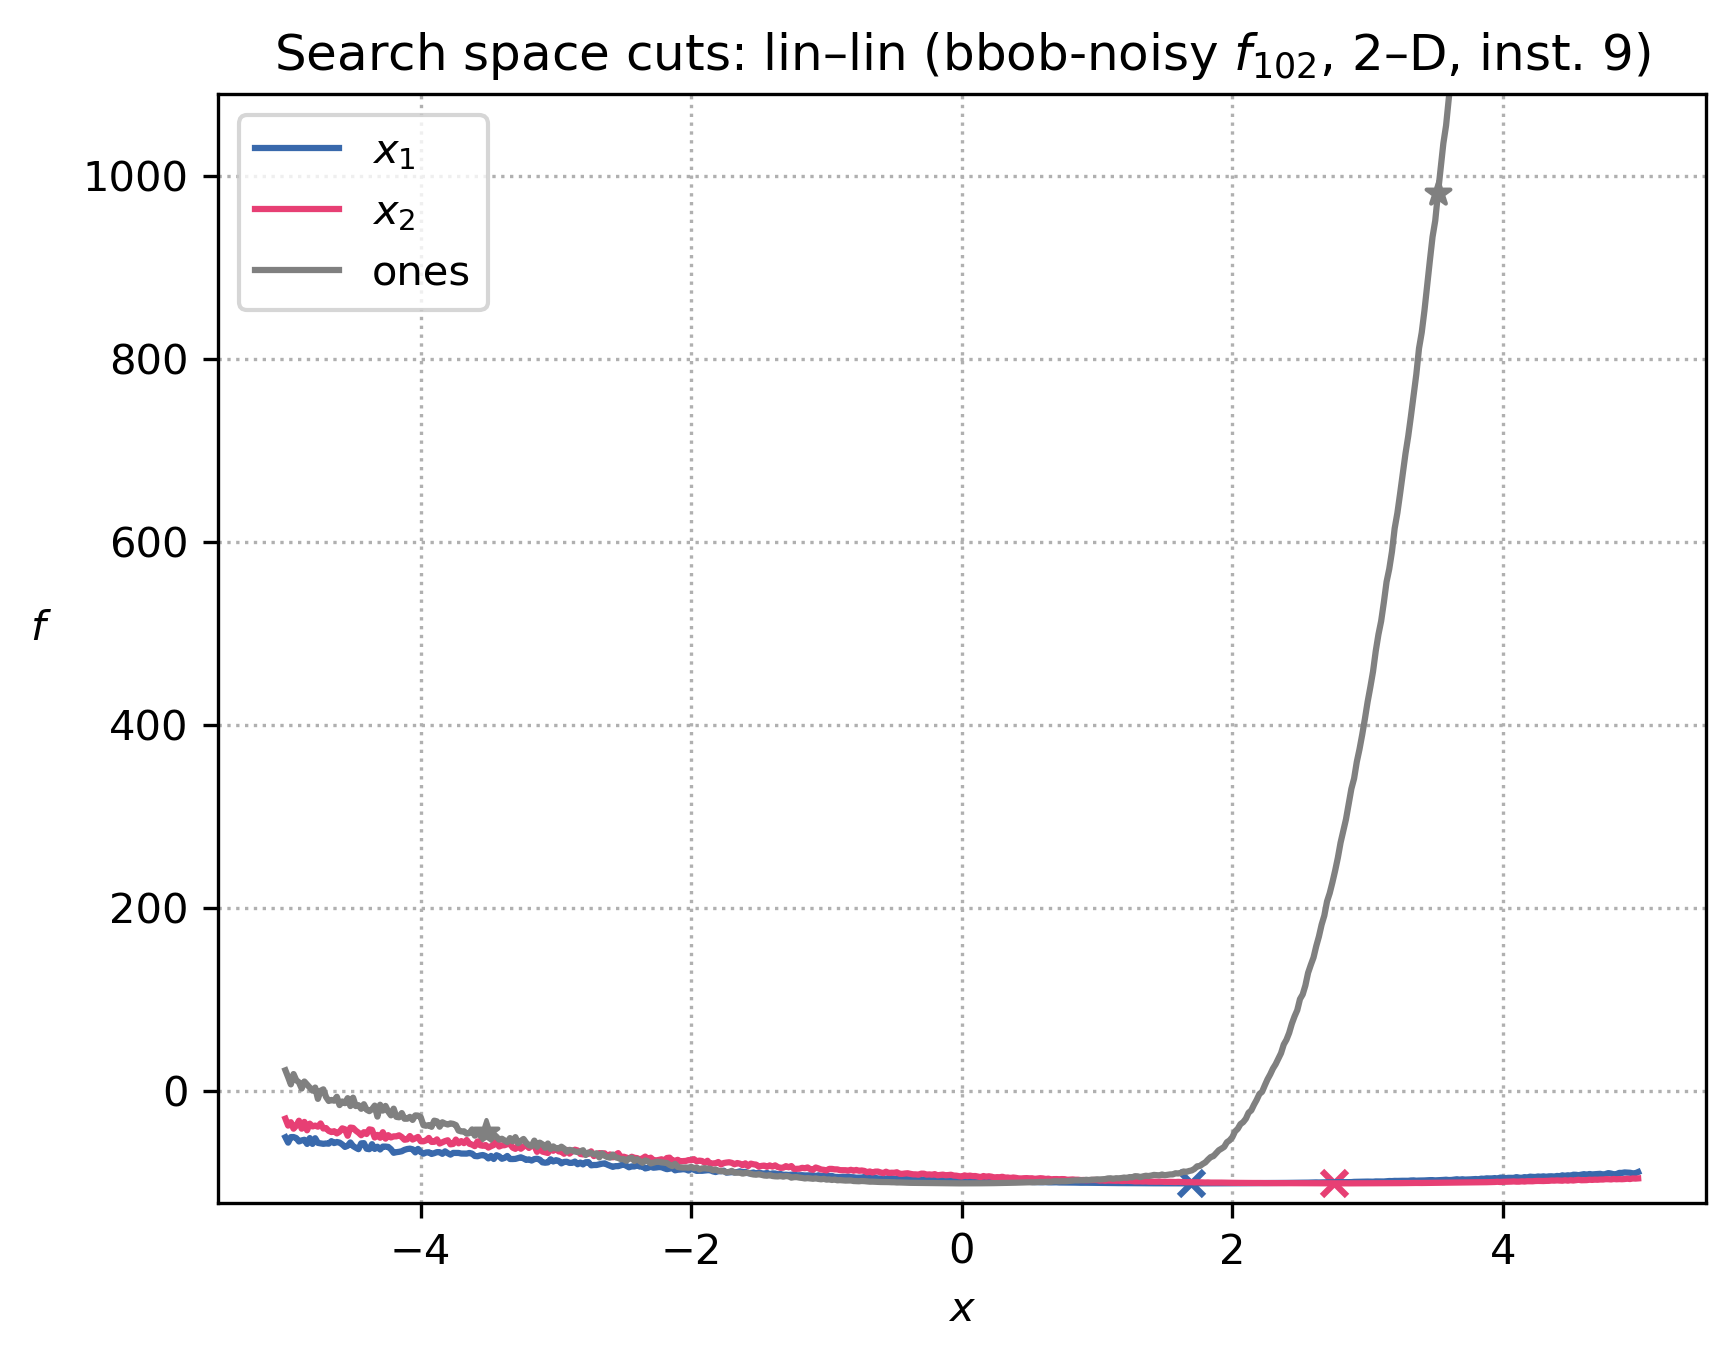 Search space cuts: lin–lin (bbob-noisy f₁₀₂, 2–D, inst. 9)
x₁
x₂
ones
1000
800
600
400
200
0
f
−4 −2 0 2 4
x